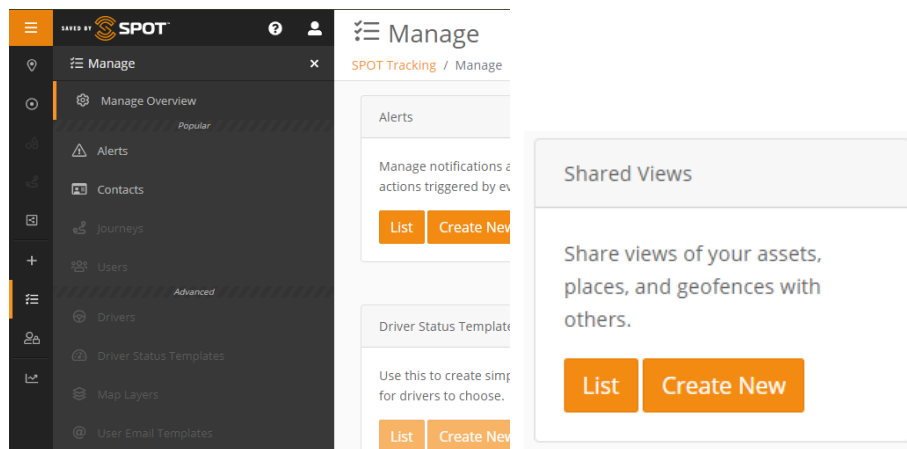 SAVED BY SPOT
Manage
Manage Overview
Popular
Alerts
Contacts
Journeys
Users
Advanced
Drivers
Driver Status Templates
Map Layers
User Email Templates
Manage
SPOT Tracking / Manage
Alerts
Manage notifications a
actions triggered by ev
List Create New
Driver Status Template
Use this to create simp
for drivers to choose.
List Create New
Shared Views
Share views of your assets,
places, and geofences with
others.
List Create New